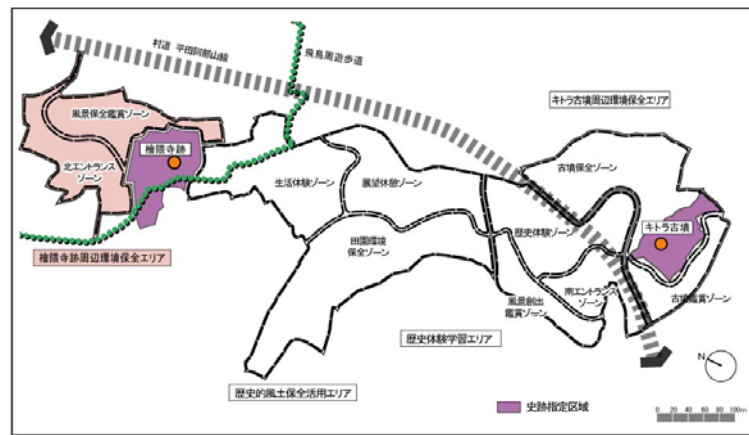 村道 平田阿部山線
飛鳥周遊歩道
キトラ古墳周辺環境保全エリア
風景保全鑑賞ゾーン
檜隈寺跡
北エントランス
ゾーン
古墳保全ゾーン
生活体験ゾーン
展望休憩ゾーン
田園環境
保全ゾーン
歴史体験ゾーン
キトラ古墳
檜隈寺跡周辺環境保全エリア
南エントランス
ゾーン
古墳鑑賞ゾーン
風景創出
鑑賞ゾーン
歴史体験学習エリア
歴史的風土保全活用エリア
N
史跡指定区域
0 20 40 60 80 100m